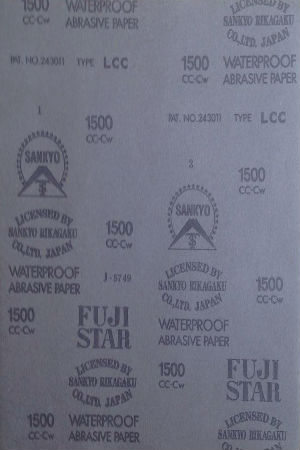 1500
CC-Cw
WATERPROOF
ABRASIVE PAPER
LICENSED BY
SANKYO RIKAGAKU
CO.,LTD. JAPAN
PAT. NO.243011 TYPE LCC
1500
CC-Cw
WATERPROOF
ABRASIVE PAPER
1
1500
CC-Cw
PAT. NO.243011 TYPE LCC
SANKYO
3
1500
CC-Cw
SANKYO
LICENSED BY
SANKYO RIKAGAKU
CO.,LTD. JAPAN
1500
CC-Cw
WATERPROOF
ABRASIVE PAPER
J-5749
LICENSED BY
SANKYO RIKAGAKU
CO.,LTD. JAPAN
1500
CC-Cw
1500
CC-Cw
FUJI
STAR
WATERPROOF
ABRASIVE PAPER
LICENSED BY
SANKYO RIKAGAKU
CO.,LTD. JAPAN
1500
CC-Cw
FUJI
STAR
1500
CC-Cw
WATERPROOF
ABRASIVE PAPER
LICENSED BY
SANKYO RIKAGAKU